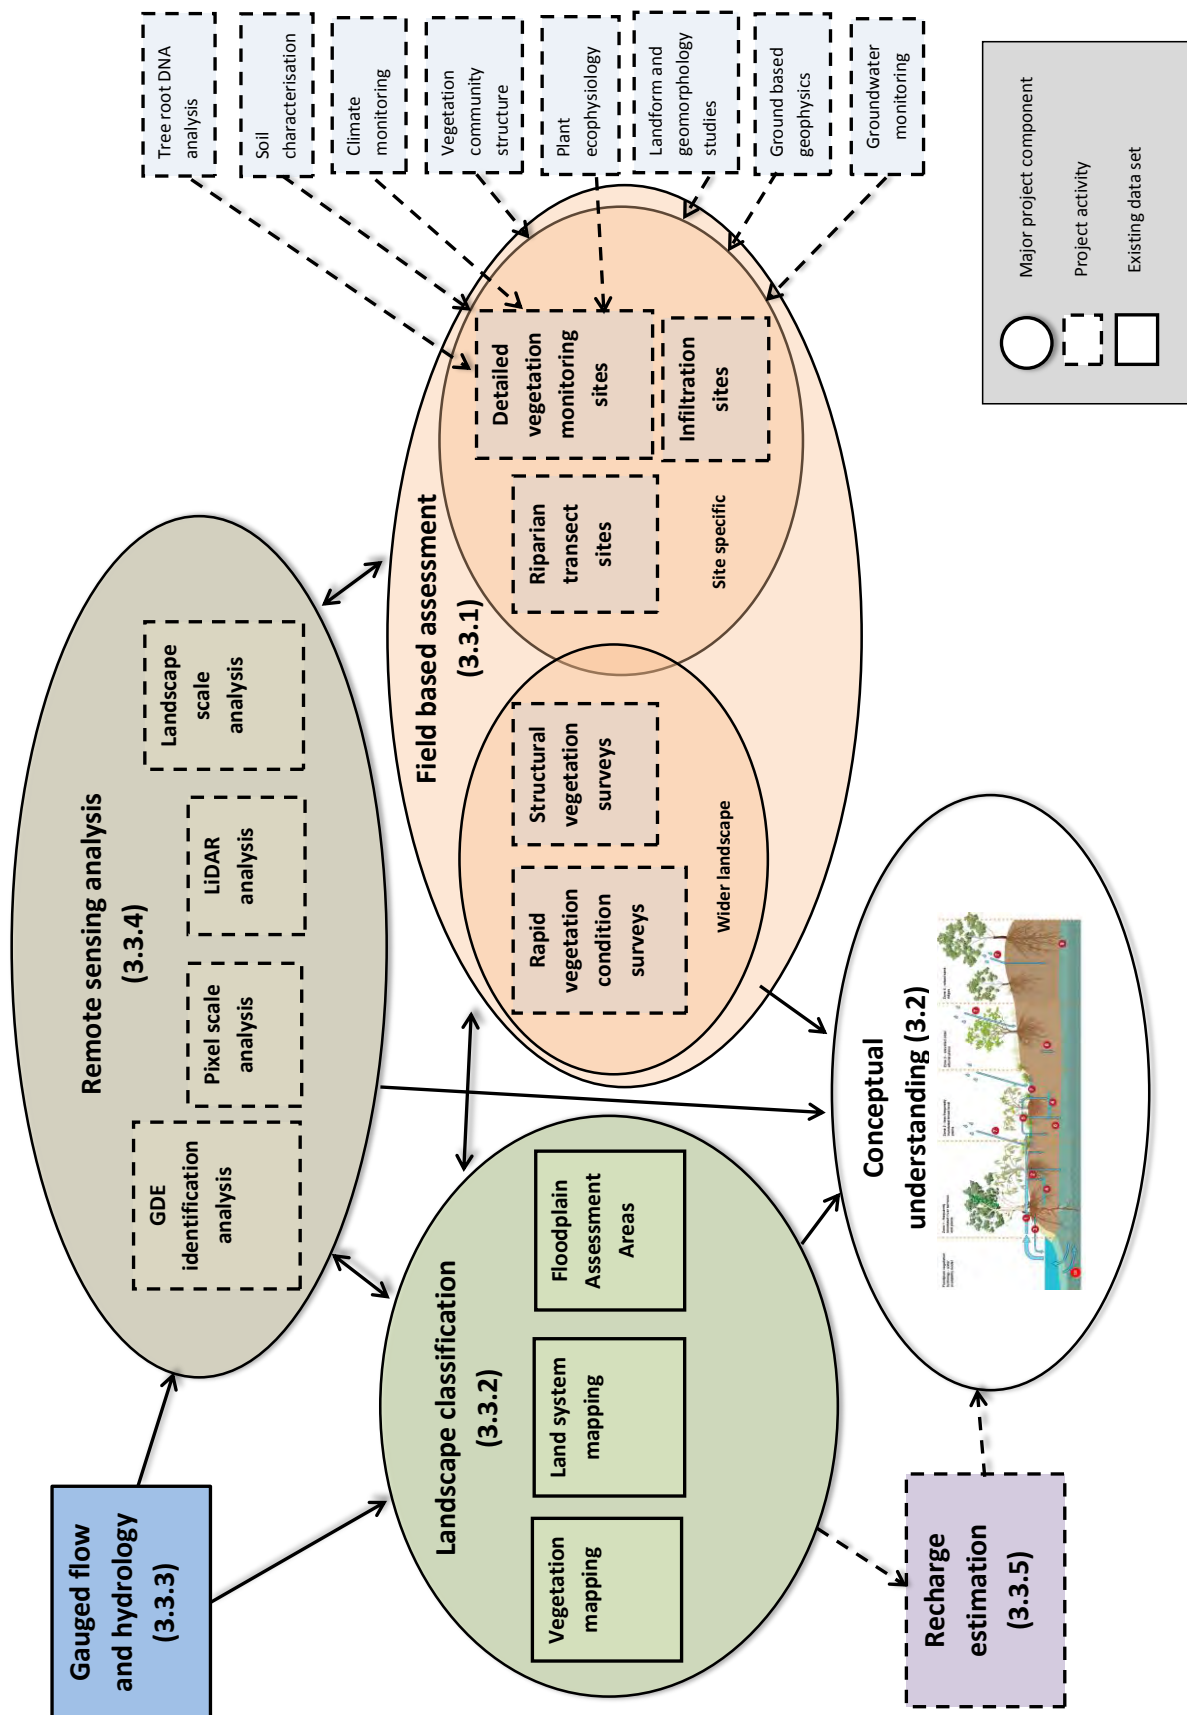 Gauged flow
and hydrology
(3.3.3)
Remote sensing analysis
(3.3.4)
GDE
identification
analysis
Pixel scale
analysis
LiDAR
analysis
Landscape
scale
analysis
Landscape classification
(3.3.2)
Vegetation
mapping
Land system
mapping
Floodplain
Assessment
Areas
Field based assessment
(3.3.1)
Rapid
vegetation
condition
surveys
Structural
vegetation
surveys
Wider landscape
Riparian
transect
sites
Detailed
vegetation
monitoring
sites
Infiltration
sites
Site specific
Tree root DNA
analysis
Soil
characterisation
Climate
monitoring
Vegetation
community
structure
Plant
ecophysiology
Landform and
geomorphology
studies
Ground based
geophysics
Groundwater
monitoring
Recharge
estimation
(3.3.5)
Conceptual
understanding (3.2)
Major project component
Project activity
Existing data set